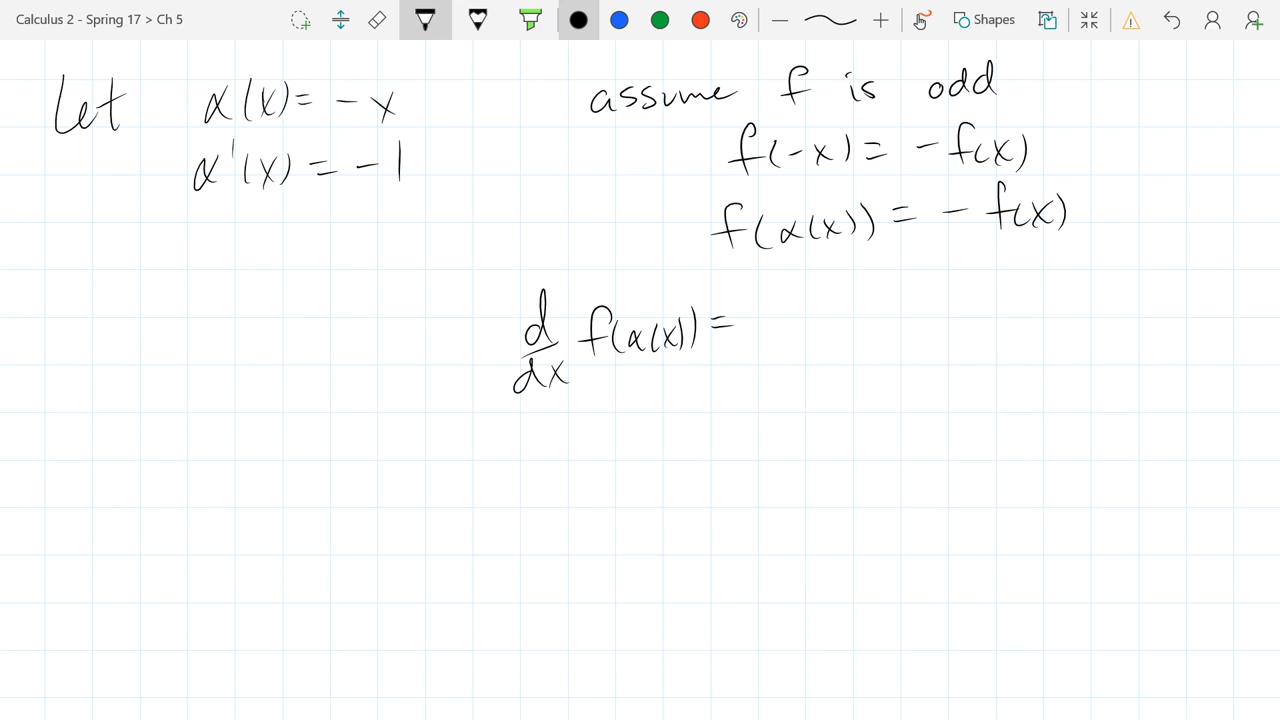 Calculus 2 - Spring 17 > Ch 5
Shapes
Let α(x) = -x
α'(x) = -1
assume f is odd
f(-x) = -f(x)
f(α(x)) = - f(x)
d/dx f(α(x)) =